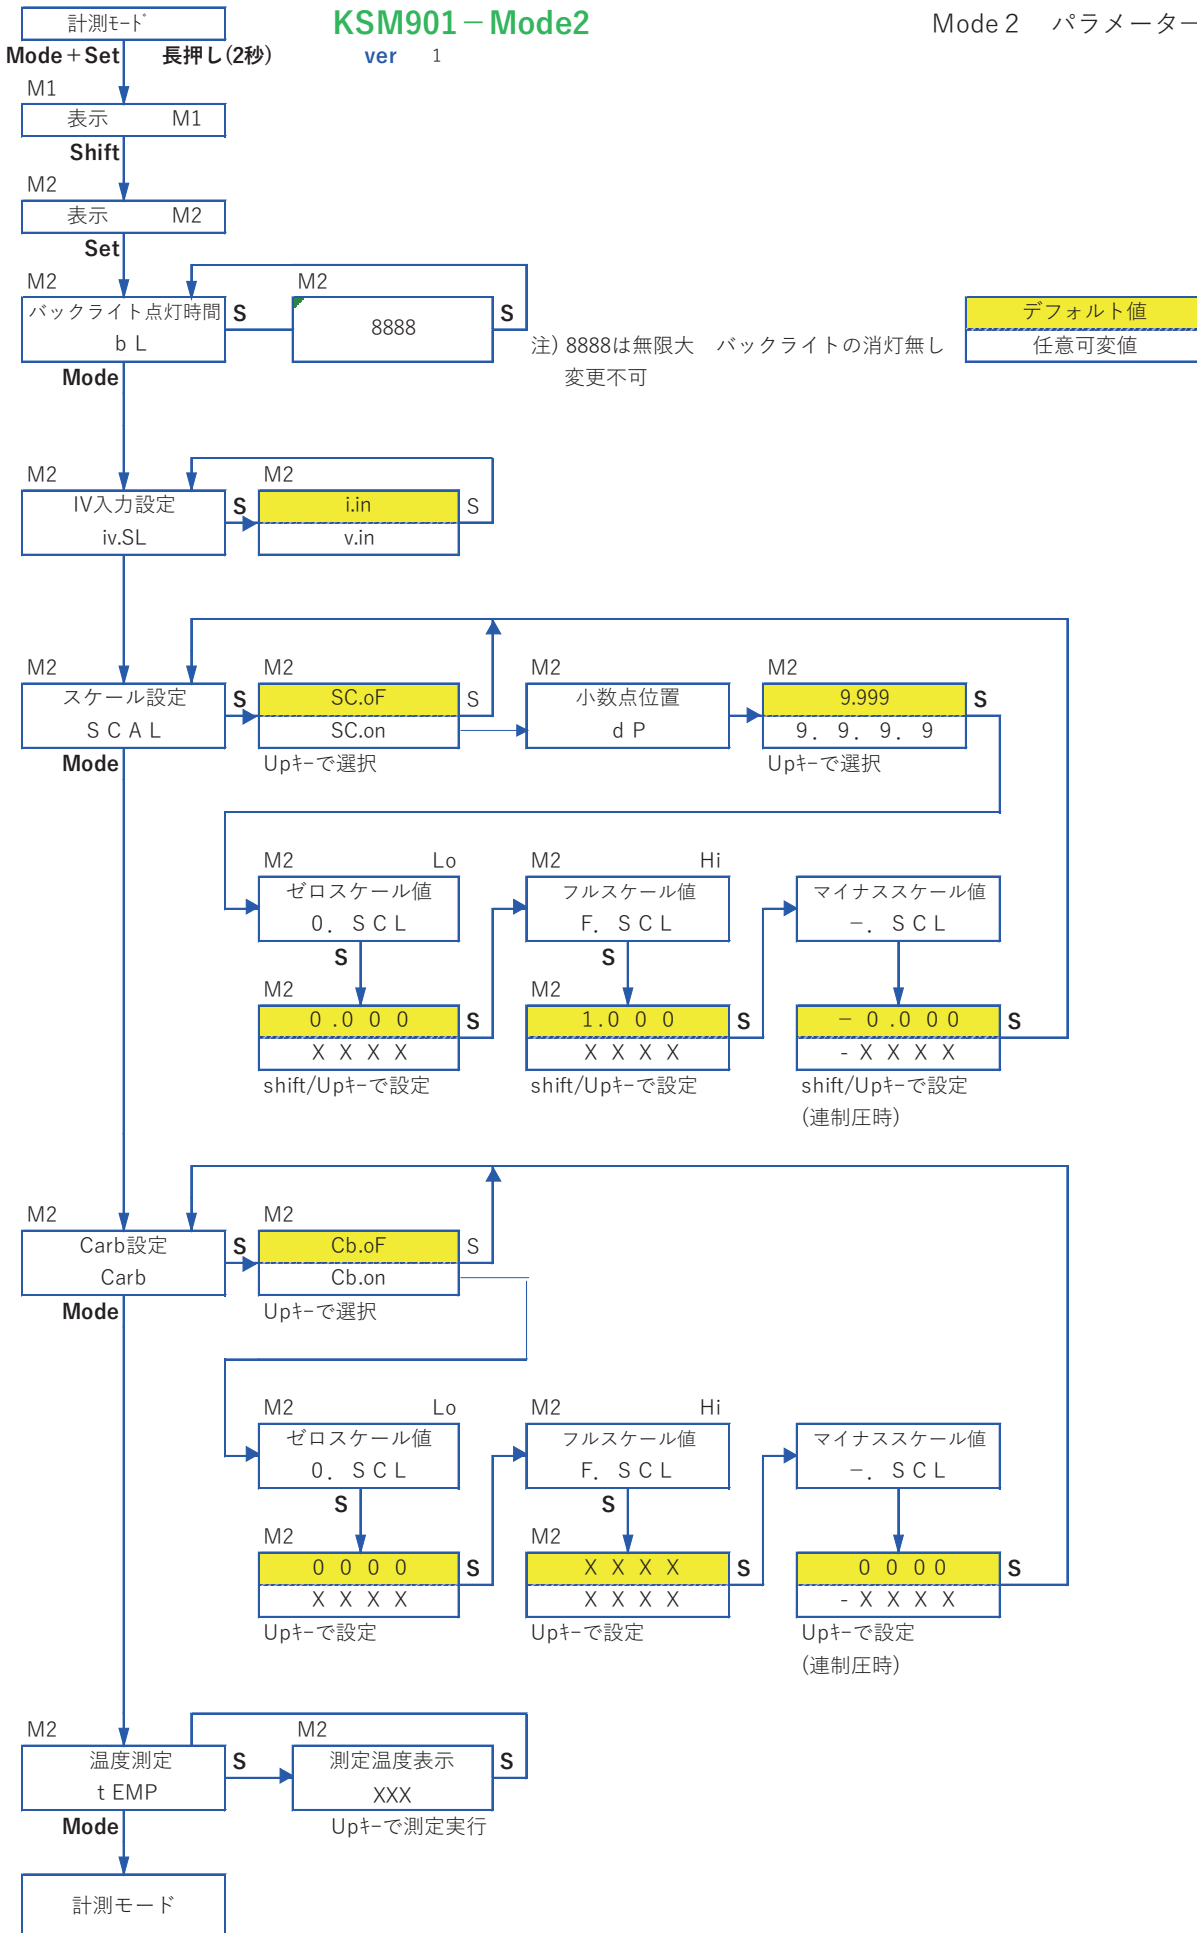 計測ﾓｰﾄﾞ
KSM901－Mode2
Mode２　パラメーター
Mode＋Set 長押し(2秒)
ver 1
M1
表示 M1
Shift
M2
表示 M2
Set
M2 M2
バックライト点灯時間 S 8888 S
b L
デフォルト値
注) 8888は無限大　バックライトの消灯無し
任意可変値
変更不可
Mode
M2 M2
IV入力設定 S i.in S
iv.SL v.in
M2 M2 M2 M2
スケール設定 S SC.oF S 小数点位置 9.999 S
S C A L SC.on d P 9. 9. 9. 9
Mode Upｷｰで選択 Upｷｰで選択
M2 Lo M2 Hi
ゼロスケール値 フルスケール値 マイナススケール値
0. S C L F. S C L －. S C L
S S
M2 M2
0 .0 0 0 S 1.0 0 0 S － 0 .0 0 0 S
X X X X X X X X - X X X X
shift/Upｷｰで設定 shift/Upｷｰで設定 shift/Upｷｰで設定
(連制圧時)
M2 M2
Carb設定 S Cb.oF S
Carb Cb.on
Mode Upｷｰで選択
M2 Lo M2 Hi
ゼロスケール値 フルスケール値 マイナススケール値
0. S C L F. S C L －. S C L
S S
M2 M2
0 0 0 0 S X X X X S 0 0 0 0 S
X X X X X X X X - X X X X
Upｷｰで設定 Upｷｰで設定 Upｷｰで設定
(連制圧時)
M2 M2
温度測定 S 測定温度表示 S
t EMP XXX
Mode Upｷｰで測定実行
計測モード